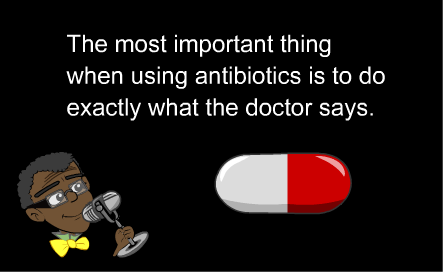 The most important thing
when using antibiotics is to do
exactly what the doctor says.